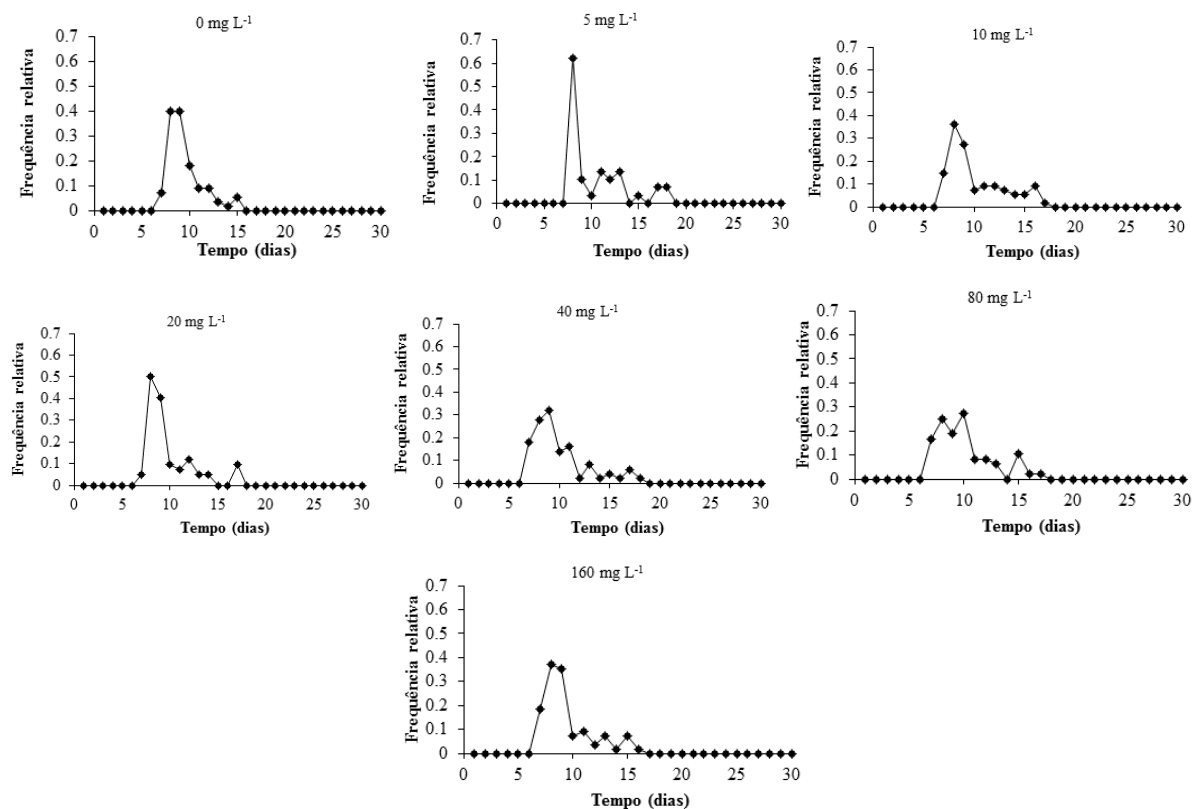 0 mg L-1
Frequência relativa
0.7
0.6
0.5
0.4
0.3
0.2
0.1
0
0 5 10 15 20 25 30
Tempo (dias)
5 mg L-1
Frequência relativa
0.7
0.6
0.5
0.4
0.3
0.2
0.1
0
0 5 10 15 20 25 30
Tempo (dias)
10 mg L-1
Frequência relativa
0.7
0.6
0.5
0.4
0.3
0.2
0.1
0
0 5 10 15 20 25 30
Tempo (dias)
20 mg L-1
Frequência relativa
0.7
0.6
0.5
0.4
0.3
0.2
0.1
0
0 5 10 15 20 25 30
Tempo (dias)
40 mg L-1
Frequência relativa
0.7
0.6
0.5
0.4
0.3
0.2
0.1
0
0 5 10 15 20 25 30
Tempo (dias)
80 mg L-1
Frequência relativa
0.7
0.6
0.5
0.4
0.3
0.2
0.1
0
0 5 10 15 20 25 30
Tempo (dias)
160 mg L-1
Frequência relativa
0.7
0.6
0.5
0.4
0.3
0.2
0.1
0
0 5 10 15 20 25 30
Tempo (dias)